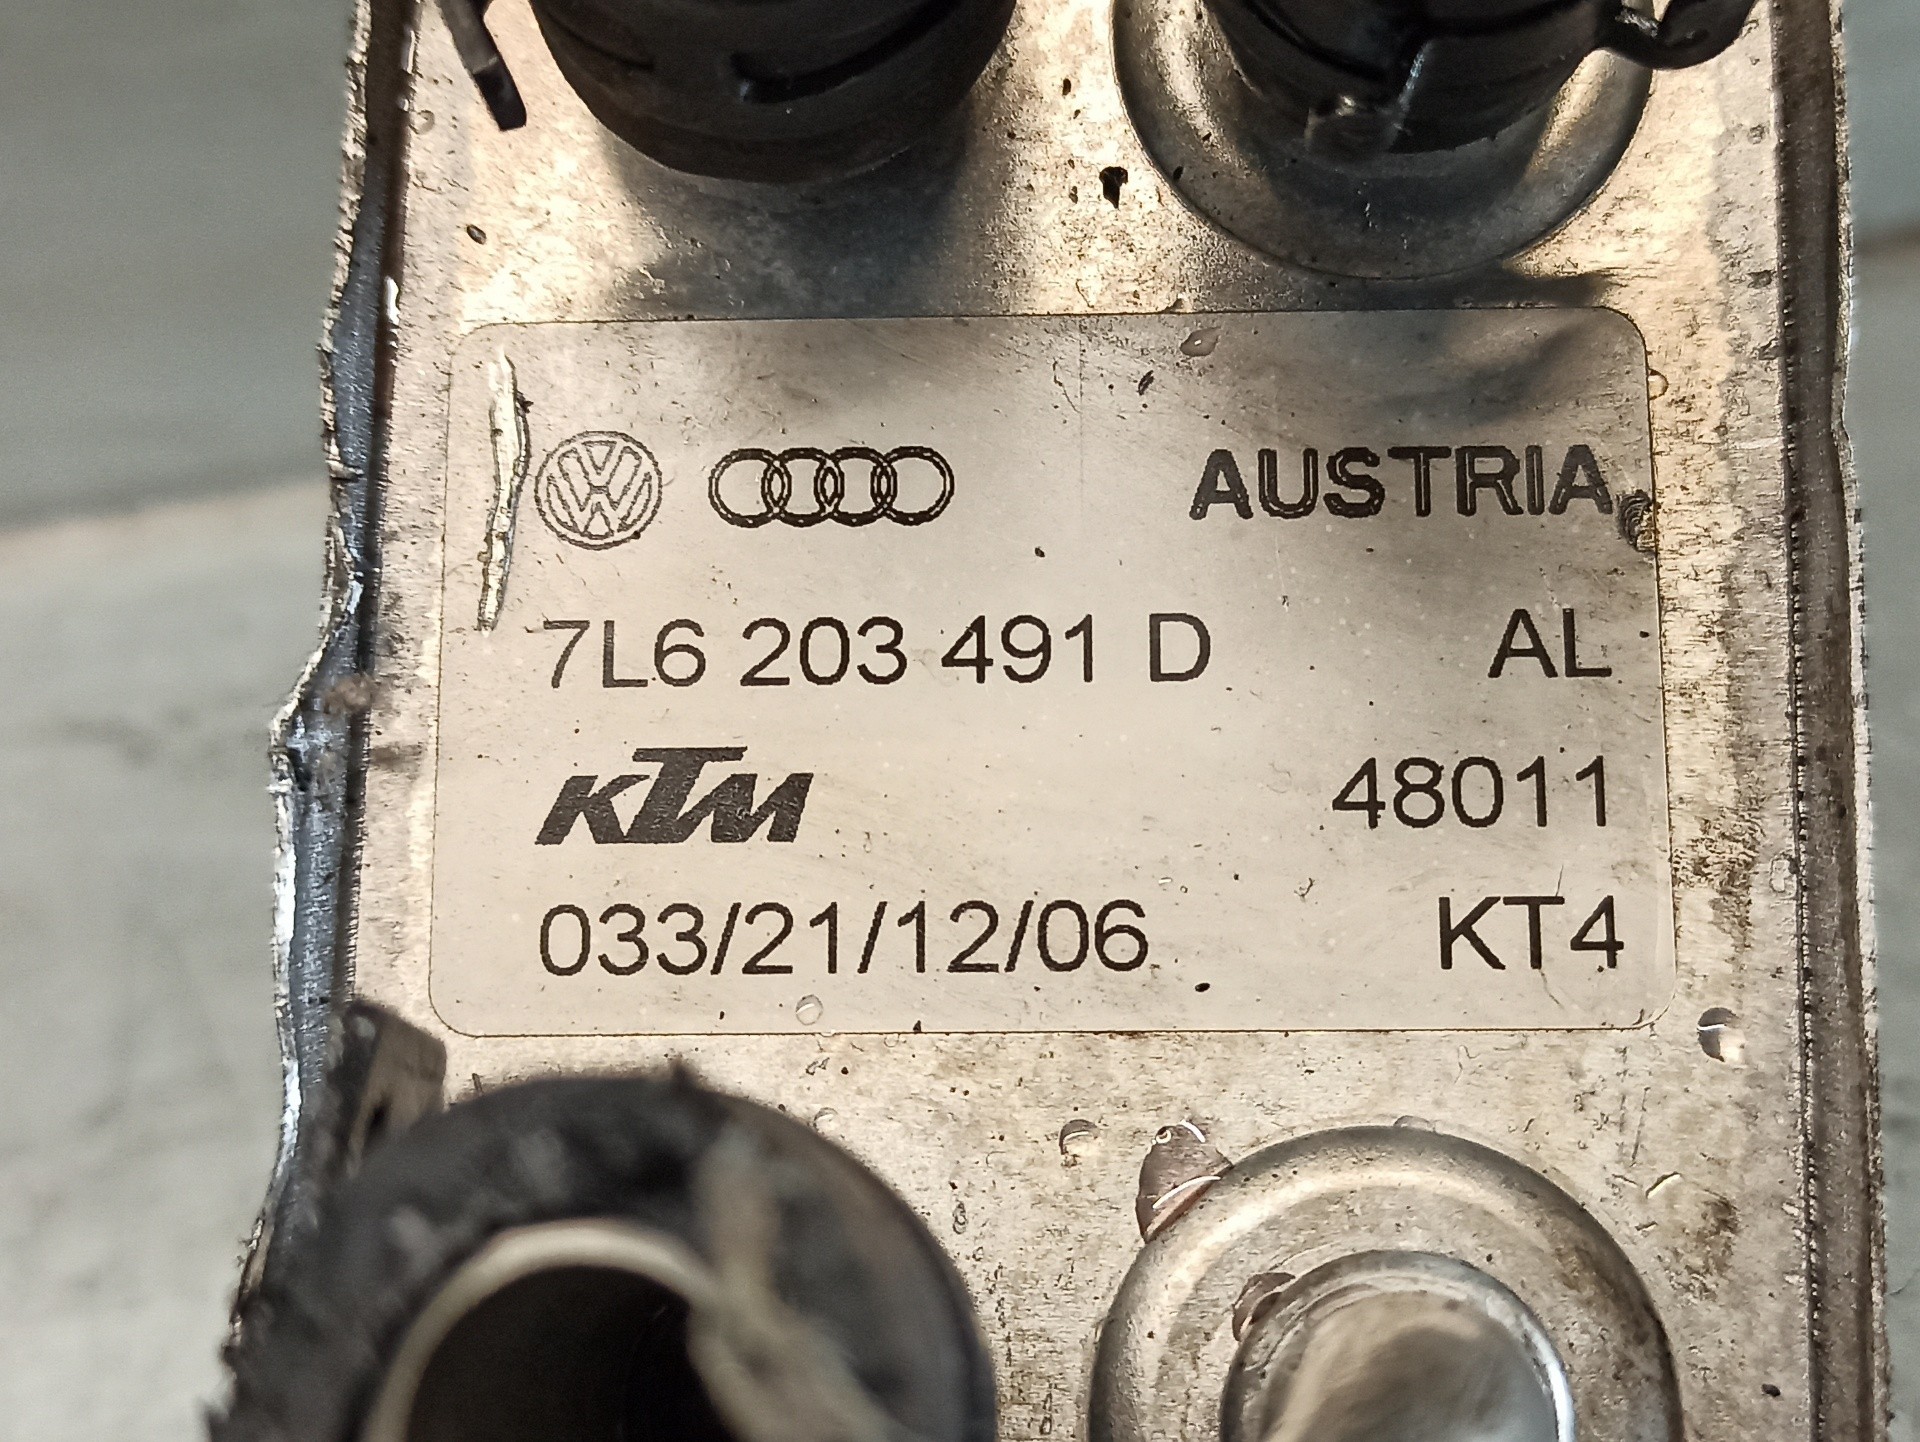 AUSTRIA
7L6 203 491 D AL
KTM 48011
033/21/12/06 KT4